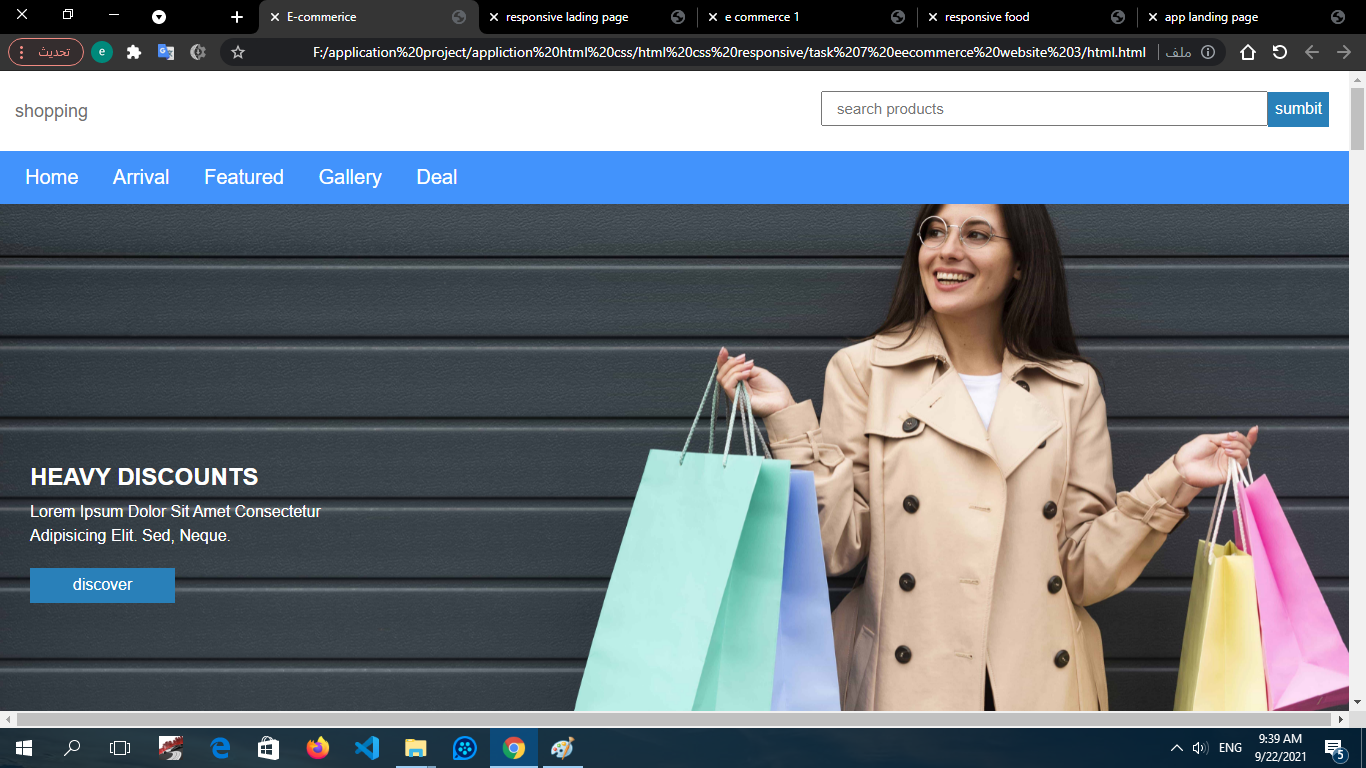 E-commerice
responsive lading page
e commerce 1
responsive food
app landing page
تحديث
e
F:/application%20project/appliction%20html%20css/html%20css%20responsive/task%207%20eecommerce%20website%203/html.html
ملف
shopping
search products
sumbit
Home
Arrival
Featured
Gallery
Deal
HEAVY DISCOUNTS
Lorem Ipsum Dolor Sit Amet Consectetur
Adipisicing Elit. Sed, Neque.
discover
ENG
9:39 AM
9/22/2021
5